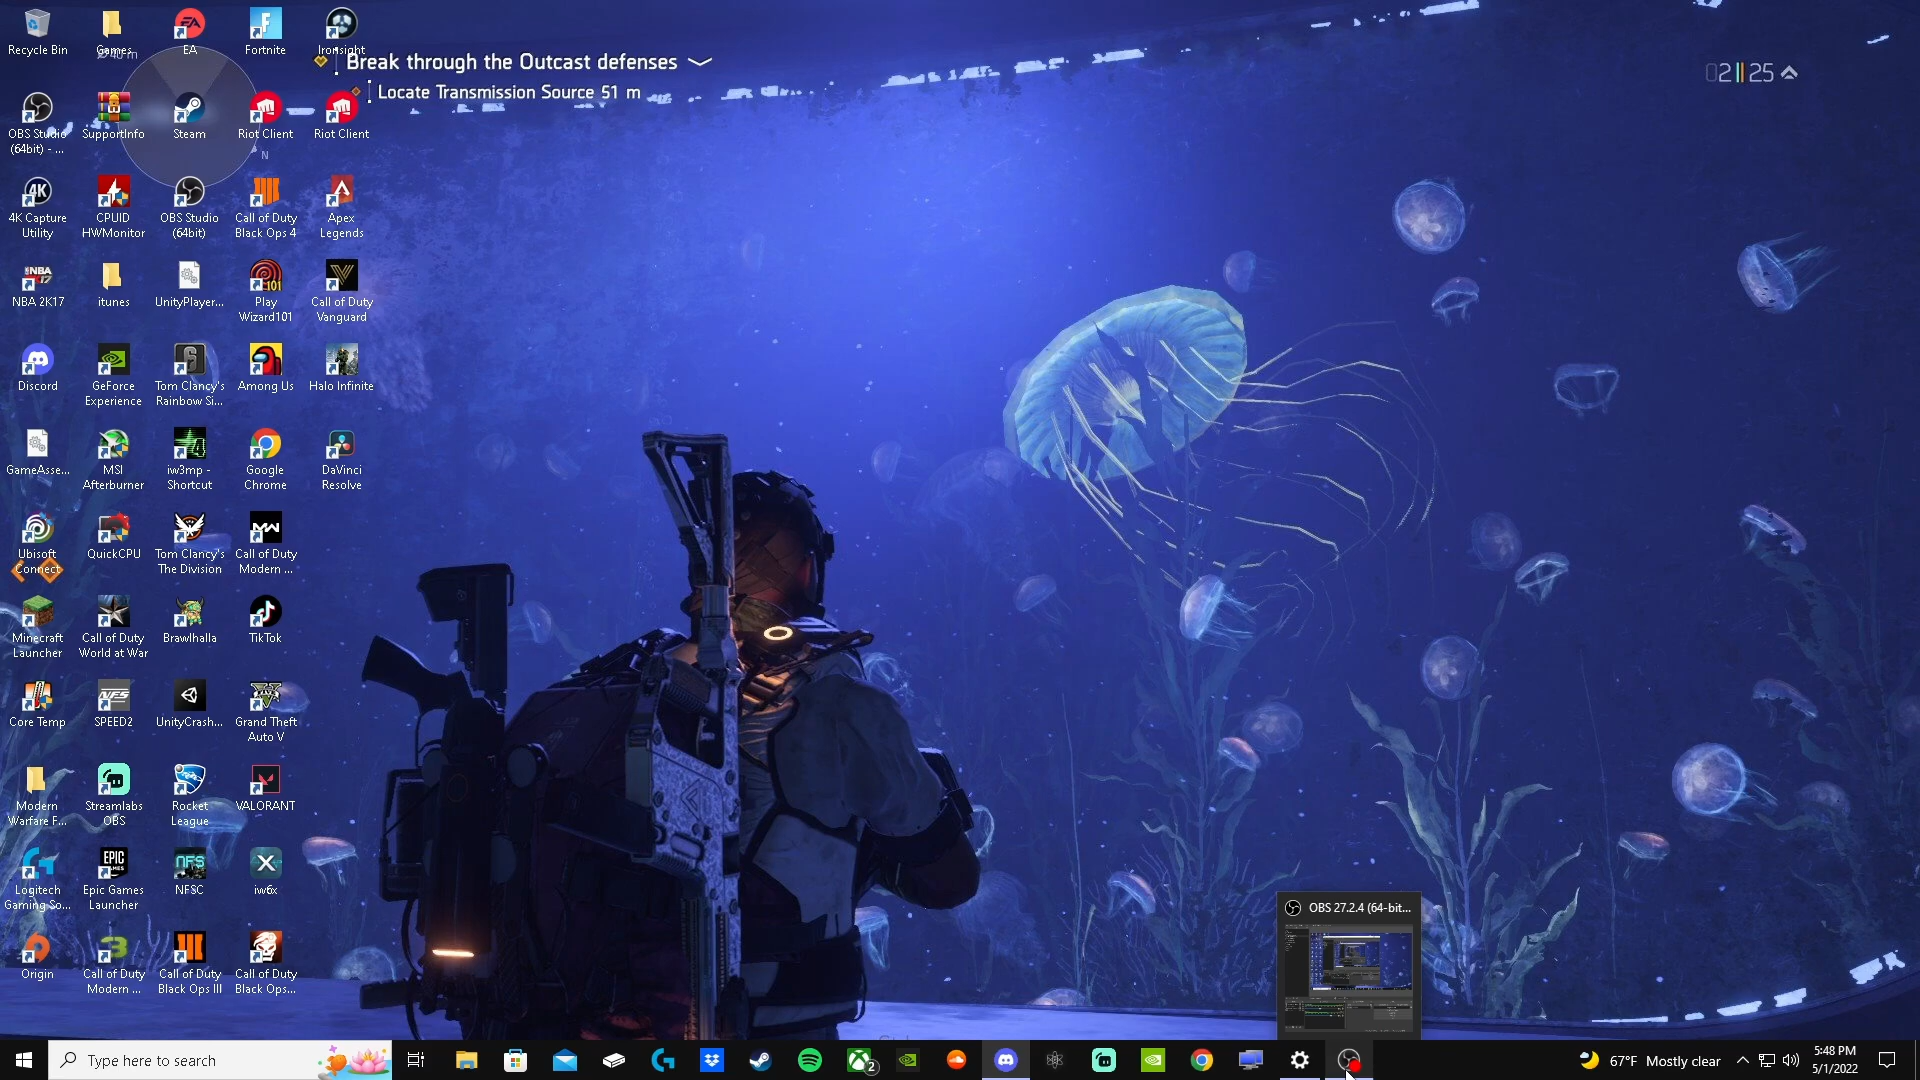 Recycle Bin
Games
EA
Fortnite
Ironsight
40 m
Break through the Outcast defenses
Locate Transmission Source 51 m
02 25
OBS Studio
(64bit) - ...
SupportInfo
Steam
Riot Client
Riot Client
N
4K Capture
Utility
CPUID
HWMonitor
OBS Studio
(64bit)
Call of Duty
Black Ops 4
Apex
Legends
NBA 2K17
itunes
UnityPlayer...
Play
Wizard101
Call of Duty
Vanguard
Discord
GeForce
Experience
Tom Clancy's
Rainbow Si...
Among Us
Halo Infinite
GameAsse...
MSI
Afterburner
iw3mp -
Shortcut
Google
Chrome
DaVinci
Resolve
Ubisoft
Connect
QuickCPU
Tom Clancy's
The Division
Call of Duty
Modern ...
Minecraft
Launcher
Call of Duty
World at War
Brawlhalla
TikTok
Core Temp
SPEED2
UnityCrash...
Grand Theft
Auto V
Modern
Warfare F...
Streamlabs
OBS
Rocket
League
VALORANT
Logitech
Gaming So...
Epic Games
Launcher
NFSC
iw6x
Origin
Call of Duty
Modern ...
Call of Duty
Black Ops III
Call of Duty
Black Ops...
OBS 27.2.4 (64-bit...
Type here to search
2
67°F Mostly clear
5:48 PM
5/1/2022